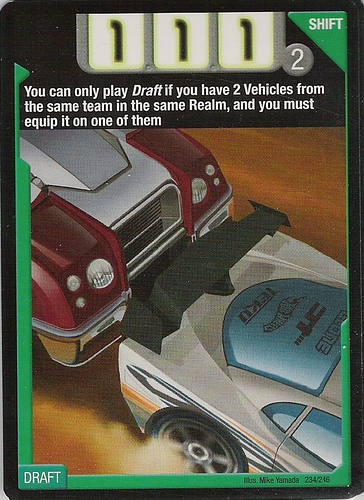 1 1 1
SHIFT
2
You can only play Draft if you have 2 Vehicles from
the same team in the same Realm, and you must
equip it on one of them
DRAFT
Illus. Mike Yamada 234/246